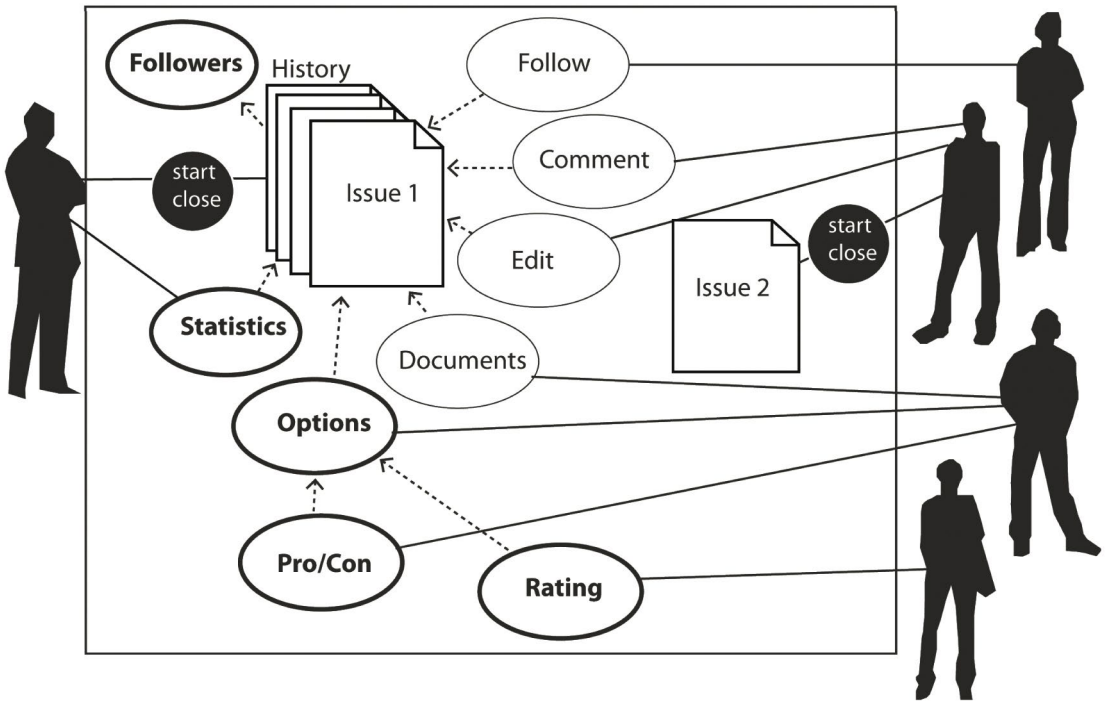 Followers
History
Follow
start
close
Issue 1
Comment
Edit
start
close
Issue 2
Statistics
Documents
Options
Pro/Con
Rating